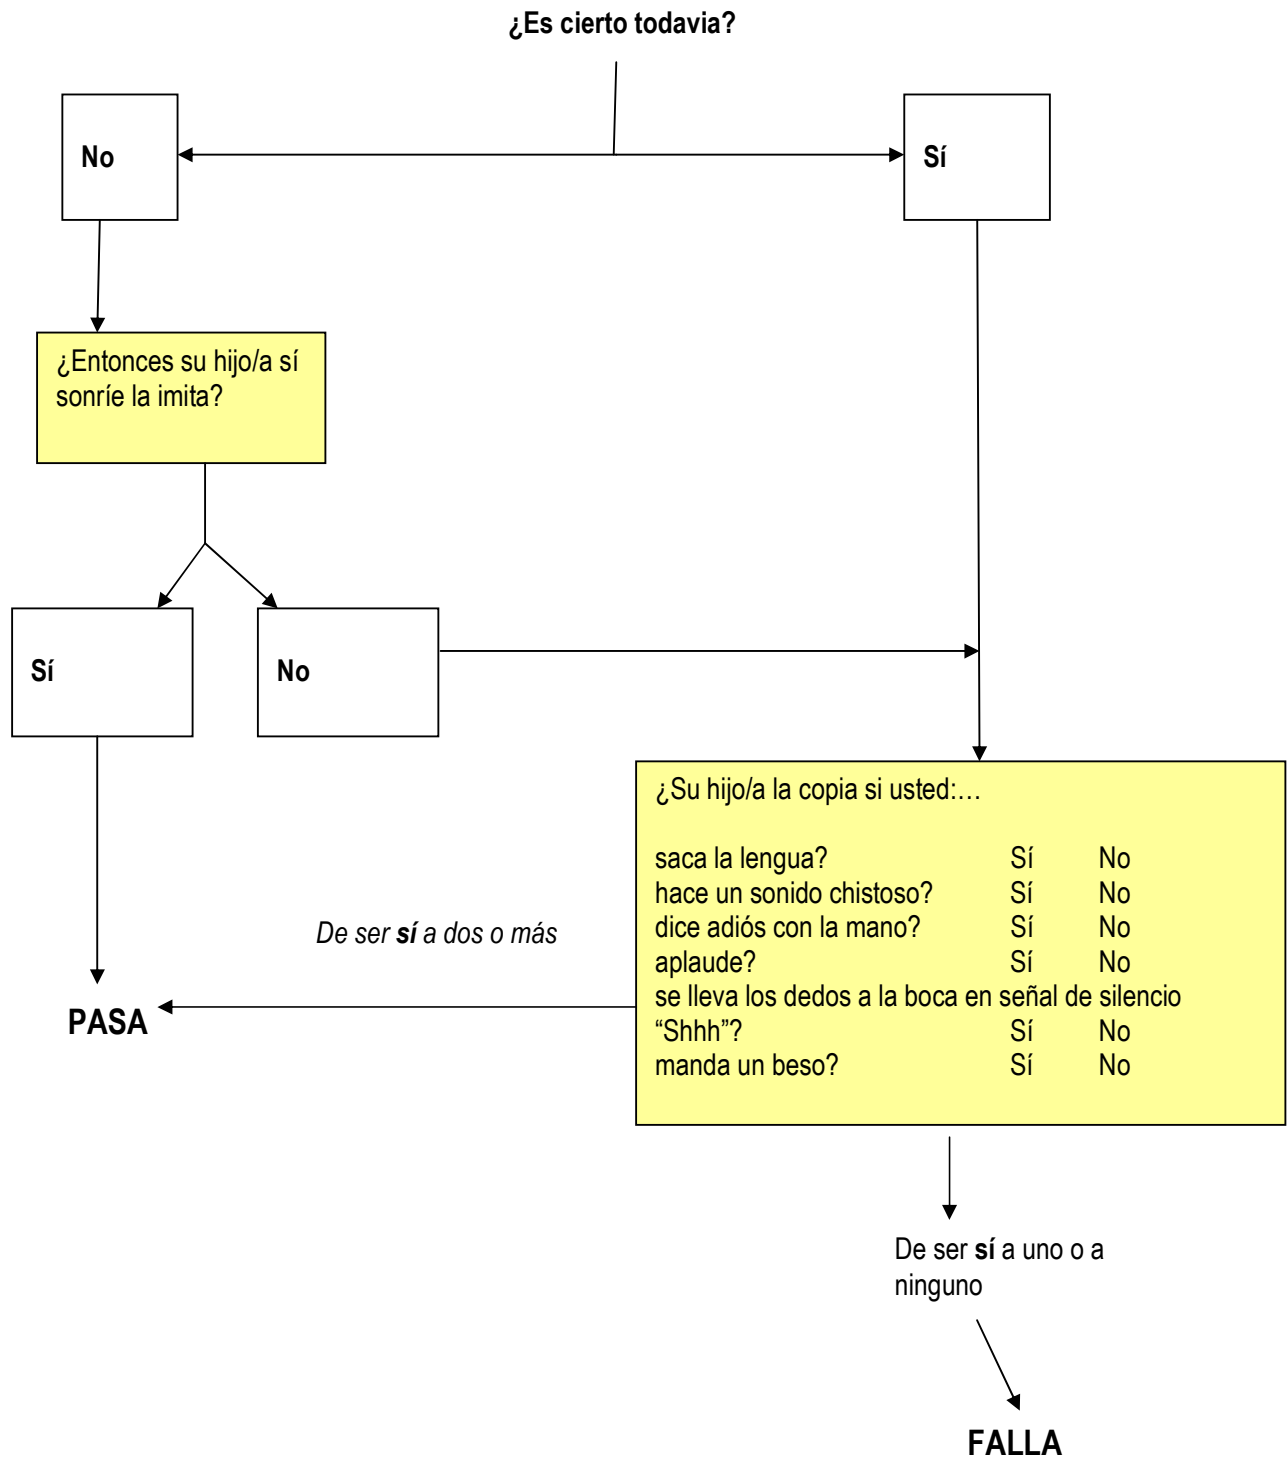 ¿Es cierto todavia?
No
Sí
¿Entonces su hijo/a sí
sonríe la imita?
Sí
No
¿Su hijo/a la copia si usted:…
saca la lengua? Sí No
hace un sonido chistoso? Sí No
dice adiós con la mano? Sí No
aplaude? Sí No
se lleva los dedos a la boca en señal de silencio
“Shhh”? Sí No
manda un beso? Sí No
De ser sí a dos o más
PASA
De ser sí a uno o a
ninguno
FALLA